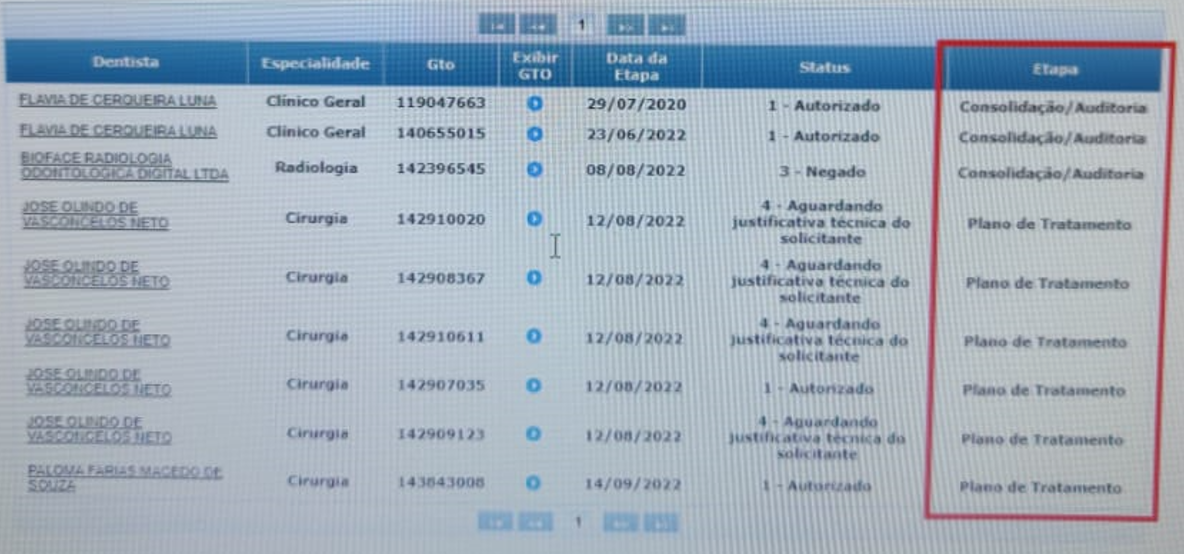 1
Dentista Especialidade Gto Exibir GTO Data da Etapa Status Etapa
FLAVIA DE CERQUEIRA LUNA Clínico Geral 119047663 29/07/2020 1 - Autorizado Consolidação/Auditoria
FLAVIA DE CERQUEIRA LUNA Clínico Geral 140655015 23/06/2022 1 - Autorizado Consolidação/Auditoria
BIOFACE RADIOLOGIA ODONTOLOGICA DIGITAL LTDA Radiologia 142396545 08/08/2022 3 - Negado Consolidação/Auditoria
JOSE OLINDO DE VASCONCELOS NETO Cirurgia 142910020 12/08/2022 4 - Aguardando justificativa técnica do solicitante Plano de Tratamento
JOSE OLINDO DE VASCONCELOS NETO Cirurgia 142908367 12/08/2022 4 - Aguardando justificativa técnica do solicitante Plano de Tratamento
JOSE OLINDO DE VASCONCELOS NETO Cirurgia 142910611 12/08/2022 4 - Aguardando justificativa técnica do solicitante Plano de Tratamento
JOSE OLINDO DE VASCONCELOS NETO Cirurgia 142907035 12/08/2022 1 - Autorizado Plano de Tratamento
JOSE OLINDO DE VASCONCELOS NETO Cirurgia 142909123 12/08/2022 4 - Aguardando justificativa técnica do solicitante Plano de Tratamento
PALOMA FARIAS MACEDO DE SOUZA Cirurgia 143843008 14/09/2022 1 - Autorizado Plano de Tratamento
1